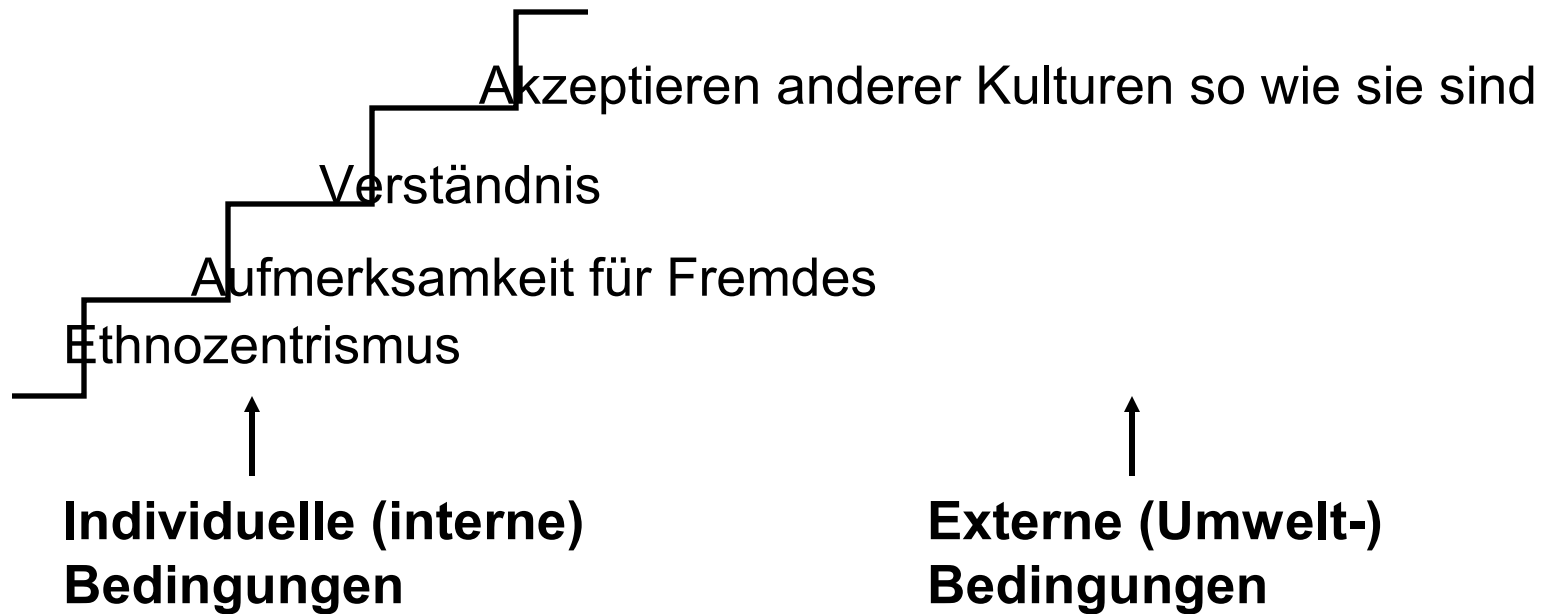 Akzeptieren anderer Kulturen so wie sie sind
Verständnis
Aufmerksamkeit für Fremdes
Ethnozentrismus
Individuelle (interne)
Bedingungen
Externe (Umwelt-)
Bedingungen